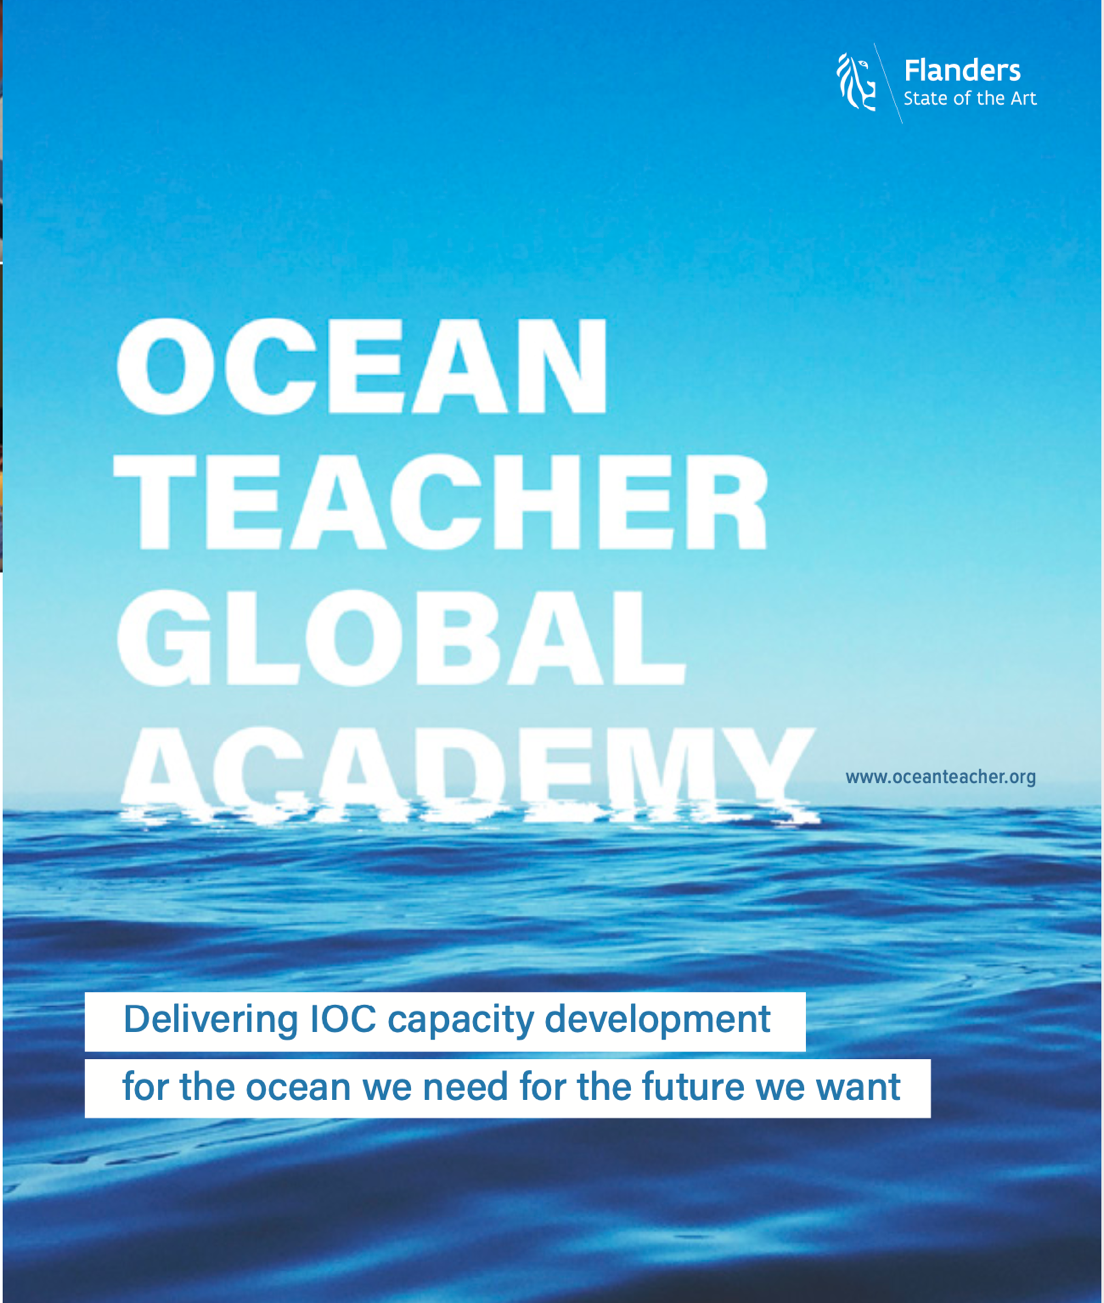 Flanders
State of the Art
OCEAN
TEACHER
GLOBAL
ACADEMY
www.oceanteacher.org
Delivering IOC capacity development
for the ocean we need for the future we want